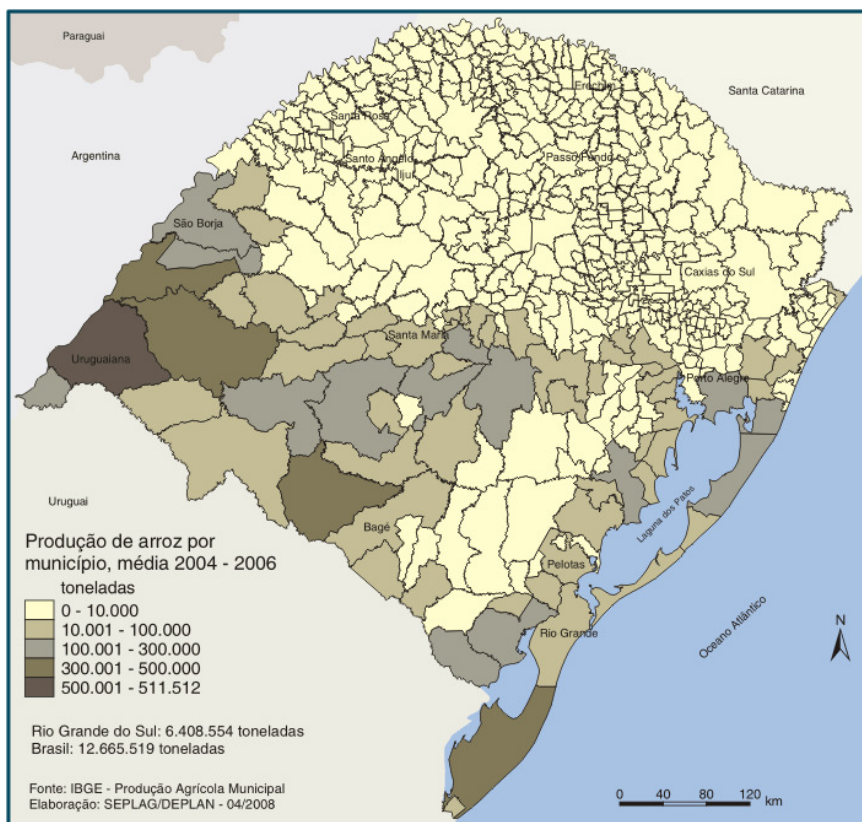 Paraguai
Santa Catarina
Erechim
Santa Rosa
Argentina
Santo Ângelo
Passo Fundo
Ijuí
São Borja
Caxias do Sul
Santa Maria
Uruguaiana
Porto Alegre
Uruguai
Laguna dos Patos
Bagé
Pelotas
Rio Grande
Oceano Atlântico
N
Produção de arroz por
município, média 2004 - 2006
toneladas
0 - 10.000
10.001 - 100.000
100.001 - 300.000
300.001 - 500.000
500.001 - 511.512
Rio Grande do Sul: 6.408.554 toneladas
Brasil: 12.665.519 toneladas
Fonte: IBGE - Produção Agrícola Municipal
Elaboração: SEPLAG/DEPLAN - 04/2008
0 40 80 120
km